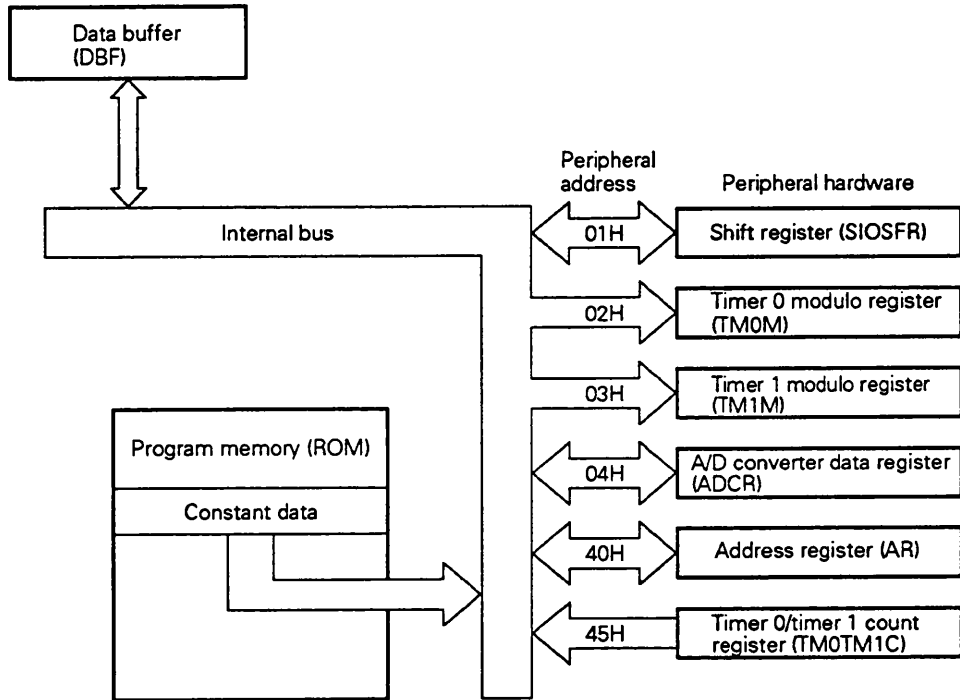 Data buffer
(DBF)
Peripheral
address
Peripheral hardware
Internal bus
01H
Shift register (SIOSFR)
02H
Timer 0 modulo register
(TM0M)
03H
Timer 1 modulo register
(TM1M)
Program memory (ROM)
04H
A/D converter data register
(ADCR)
Constant data
40H
Address register (AR)
45H
Timer 0/timer 1 count
register (TM0TM1C)